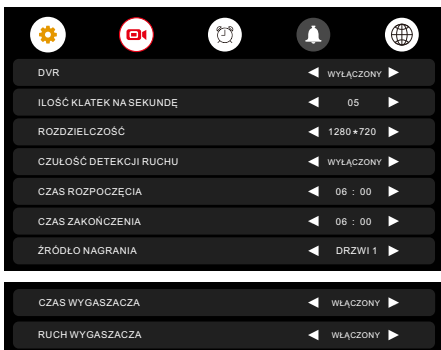 DVR WYŁĄCZONY
ILOŚĆ KLATEK NA SEKUNDĘ 05
ROZDZIELCZOŚĆ 1280*720
CZUŁOŚĆ DETEKCJI RUCHU WYŁĄCZONY
CZAS ROZPOCZĘCIA 06 : 00
CZAS ZAKOŃCZENIA 06 : 00
ŹRÓDŁO NAGRANIA DRZWI 1
CZAS WYGASZACZA WŁĄCZONY
RUCH WYGASZACZA WŁĄCZONY